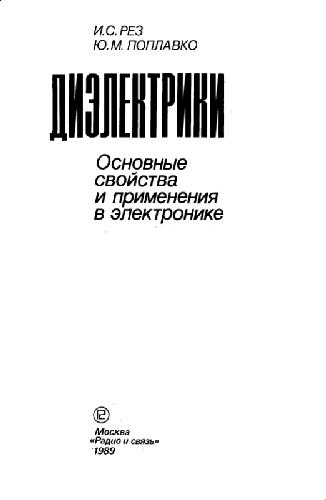 И.С. РЕЗ
Ю.М. ПОПЛАВКО
ДИЭЛЕКТРИКИ
Основные
свойства
и применения
в электронике
Москва
«Радио и связь»
1989